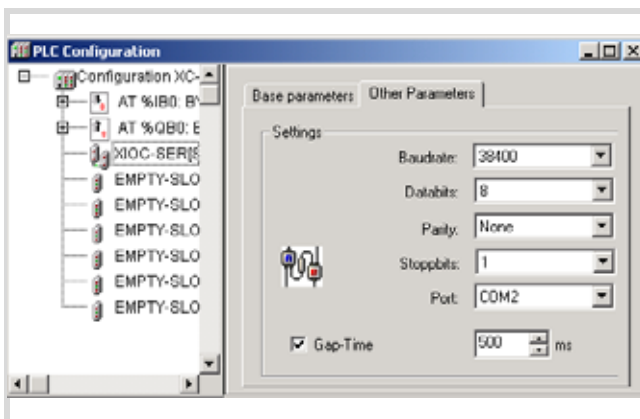 PLC Configuration
Configuration XC-
AT %IB0: BY
AT %QB0: B
XIOC-SER[S
EMPTY-SLO
EMPTY-SLO
EMPTY-SLO
EMPTY-SLO
EMPTY-SLO
EMPTY-SLO
Base parameters
Other Parameters
Settings
Baudrate: 38400
Databits: 8
Parity: None
Stoppbits: 1
Port: COM2
Gap-Time 500 ms